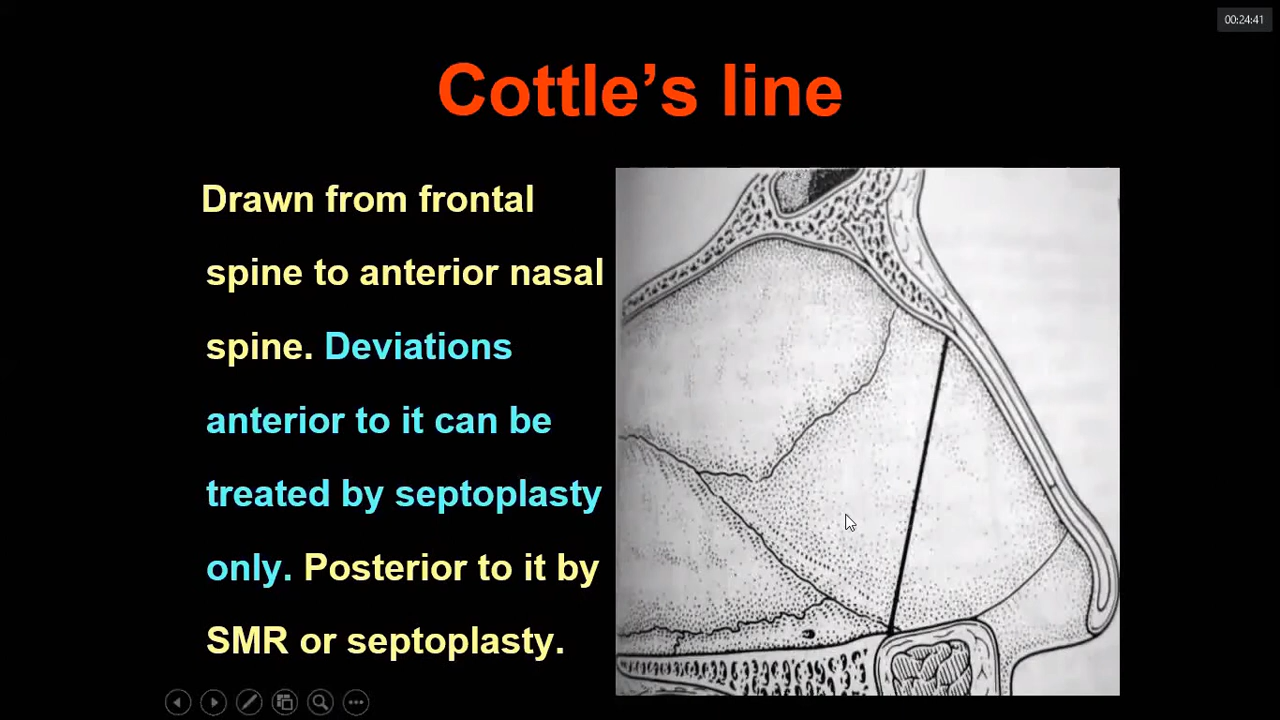 00:24:41
Cottle’s line
Drawn from frontal
spine to anterior nasal
spine. Deviations
anterior to it can be
treated by septoplasty
only. Posterior to it by
SMR or septoplasty.